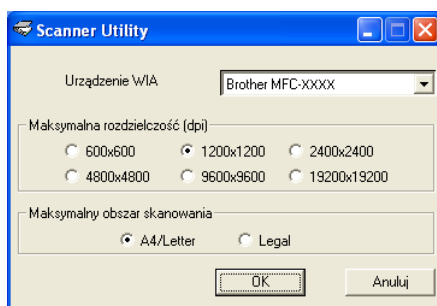 Scanner Utility
Urządzenie WIA
Brother MFC-XXXX
Maksymalna rozdzielczość (dpi)
600x600 1200x1200 2400x2400
4800x4800 9600x9600 19200x19200
Maksymalny obszar skanowania
A4/Letter Legal
OK Anuluj